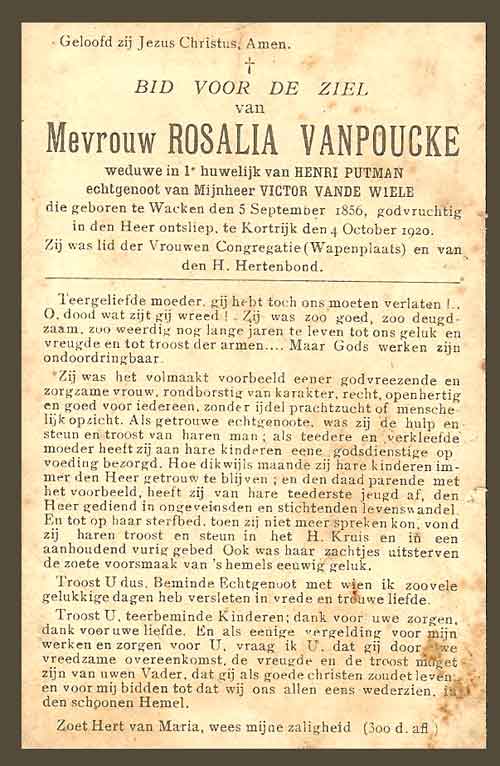 Geloofd zij Jezus Christus, Amen.
†
BID VOOR DE ZIEL
van
Mevrouw ROSALIA VANPOUCKE
weduwe in 1e huwelijk van HENRI PUTMAN
echtgenoot van Mijnheer VICTOR VANDE WIELE
die geboren te Wacken den 5 September 1856, godvruchtig
in den Heer ontsliep, te Kortrijk den 4 October 1920.
Zij was lid der Vrouwen Congregatie (Wapenplaats) en van
den H. Hertenbond.
Teergeliefde moeder, gij hebt toch ons moeten verlaten !..
O, dood wat zijt gij wreed ! - Zij was zoo goed, zoo deugd-
zaam, zoo weerdig nog lange jaren te leven tot ons geluk en
vreugde en tot troost der armen.... Maar Gods werken zijn
ondoordringbaar.
Zij was het volmaakt voorbeeld eener godvreezende en
zorgzame vrouw, rondborstig van karakter, recht, openhertig
en goed voor iedereen, zonder ijdel prachtzucht of mensche-
lijk opzicht. Als getrouwe echtgenoote, was zij de hulp en
steun en troost van haren man ; als teedere en verkleefde
moeder heeft zij aan hare kinderen eene godsdienstige op
voeding bezorgd. Hoe dikwijls maande zij hare kinderen im-
mer den Heer getrouw te blijven ; en den daad parende met
het voorbeeld, heeft zij van hare teederste jeugd af, den
Heer gediend in ongeveinsden en stichtenden levenswandel.
En tot op haar sterfbed, toen zij niet meer spreken kon, vond
zij haren troost en steun in het H. Kruis en in een
aanhoudend vurig gebed Ook was haar zachtjes uitsterven
de zoete voorsmaak van 's hemels eeuwig geluk.
Troost U dus, Beminde Echtgenoot met wien ik zoovele
gelukkige dagen heb versleten in vrede en trouwe liefde.
Troost U, teerbeminde Kinderen; dank voor uwe zorgen,
dank voor uwe liefde. En als eenige vergelding voor mijn
werken en zorgen voor U, vraag ik U, dat gij door uwe
vreedzame overeenkomst, de vreugde en de troost moget
zijn van uwen Vader, dat gij als goede christen zoudet leven
en voor mij bidden tot dat wij ons allen eens wederzien, in
den schoonen Hemel.
Zoet Hert van Maria, wees mijne zaligheid (300 d. afl)